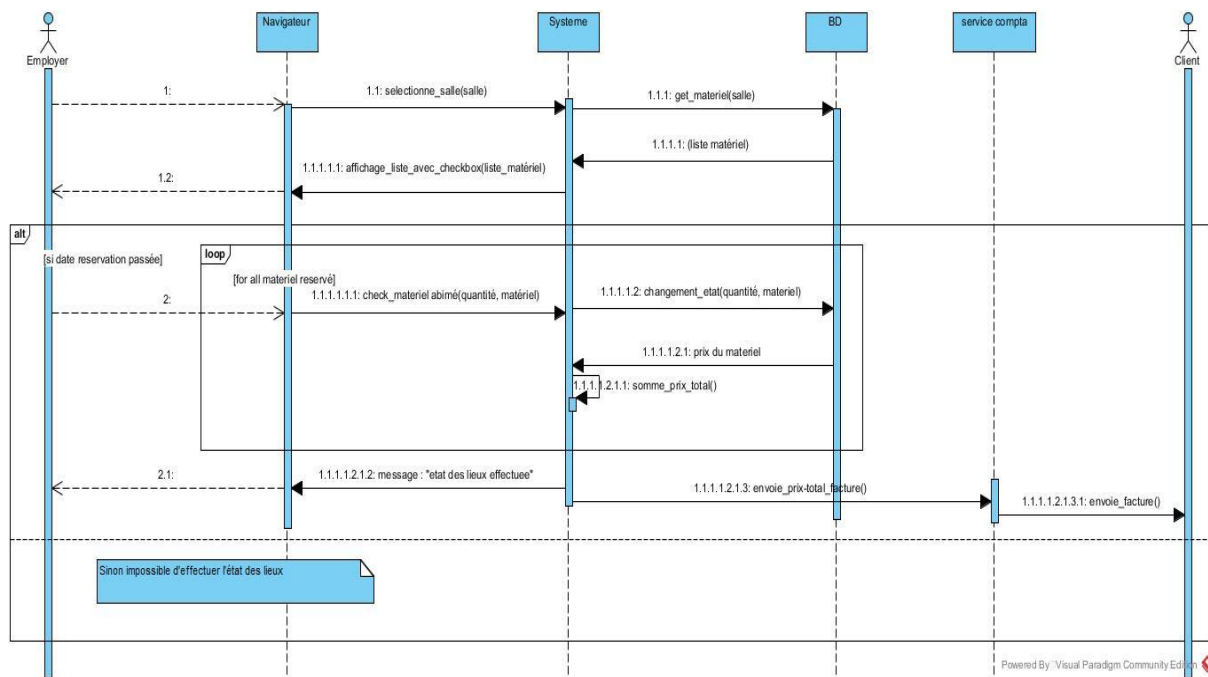 Employer
Navigateur
Systeme
BD
service compta
Client
1:
1.1: selectionne_salle(salle)
1.1.1: get_materiel(salle)
1.1.1.1: (liste matériel)
1.1.1.1.1: affichage_liste_avec_checkbox(liste_matériel)
1.2:
alt
[si date reservation passée]
loop
[for all materiel reservé]
2:
1.1.1.1.1.1: check_materiel abimé(quantité, matériel)
1.1.1.1.2: changement_etat(quantité, materiel)
1.1.1.1.2.1: prix du materiel
1.1.1.1.2.1.1: somme_prix_total()
2.1:
1.1.1.1.2.1.2: message : "etat des lieux effectuee"
1.1.1.1.2.1.3: envoie_prix-total_facture()
1.1.1.1.2.1.3.1: envoie_facture()
Sinon impossible d'effectuer l'état des lieux
Powered By Visual Paradigm Community Edition